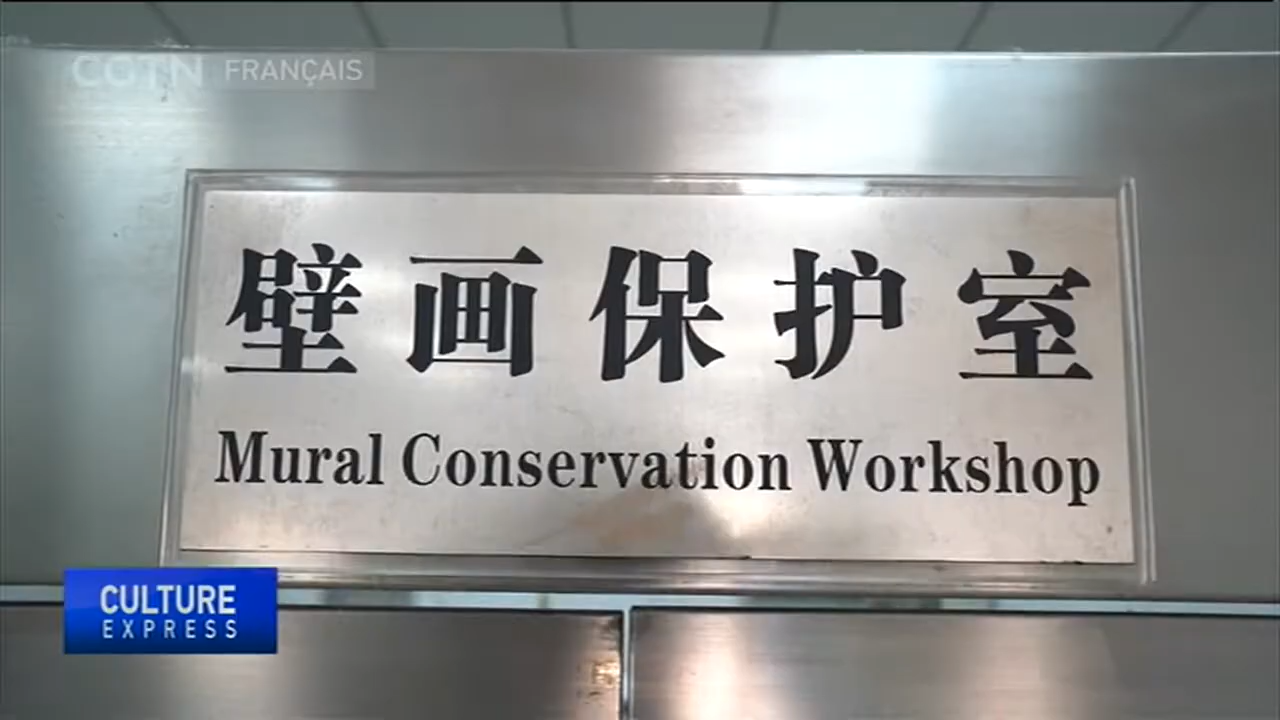 CGTN FRANÇAIS
壁画保护室
Mural Conservation Workshop
CULTURE
EXPRESS